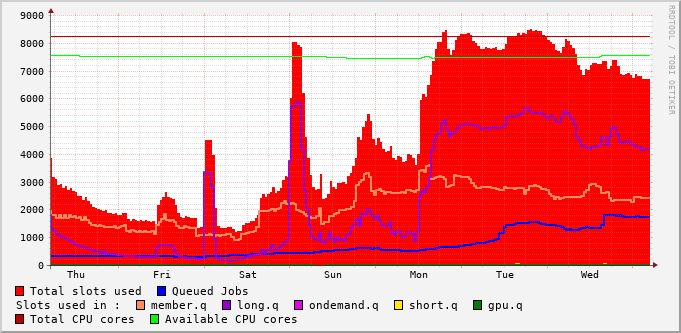 RRDTOOL / TOBI OETIKER
9000
8000
7000
6000
5000
4000
3000
2000
1000
0
Thu Fri Sat Sun Mon Tue Wed
Total slots used Queued Jobs
Slots used in : member.q long.q ondemand.q short.q gpu.q
Total CPU cores Available CPU cores